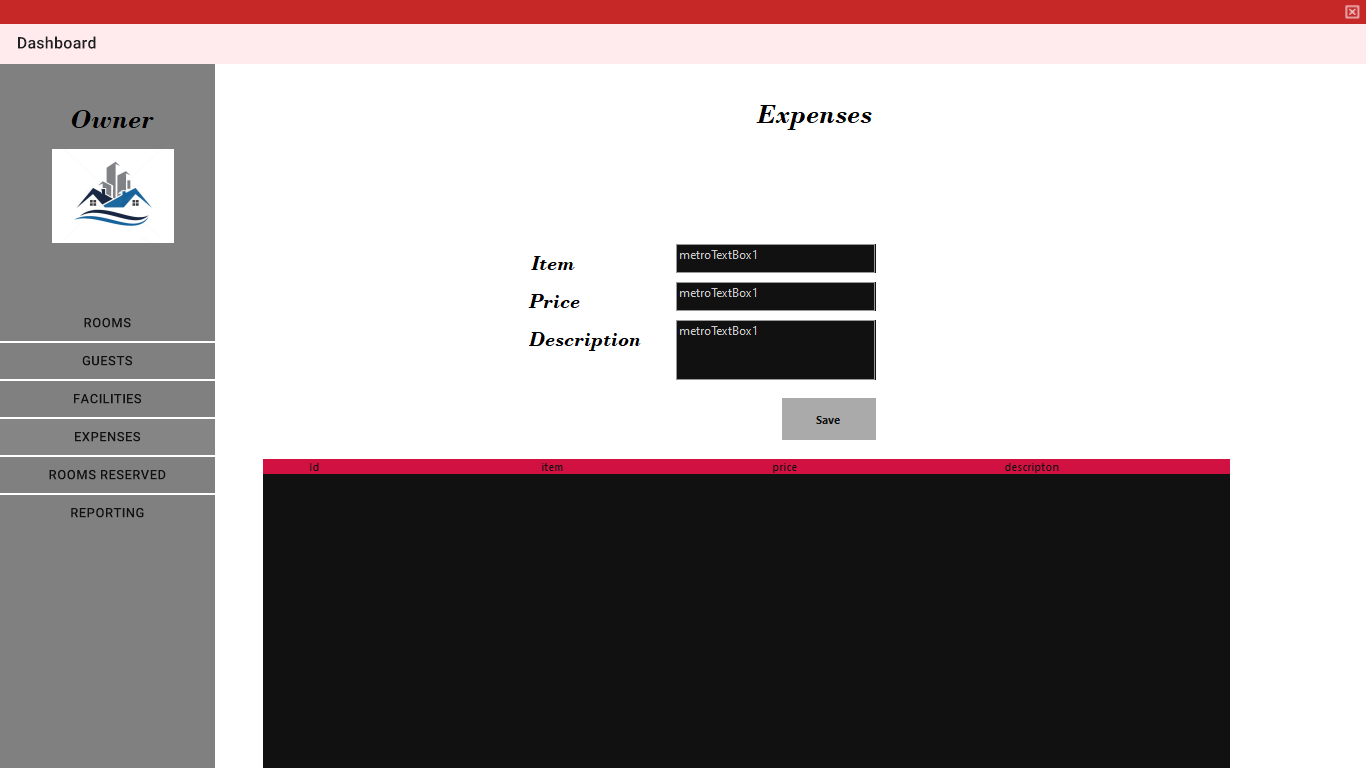 Dashboard
Owner
Expenses
Item
metroTextBox1
Price
metroTextBox1
Description
metroTextBox1
Save
ROOMS
GUESTS
FACILITIES
EXPENSES
ROOMS RESERVED
REPORTING
Id item price descripton